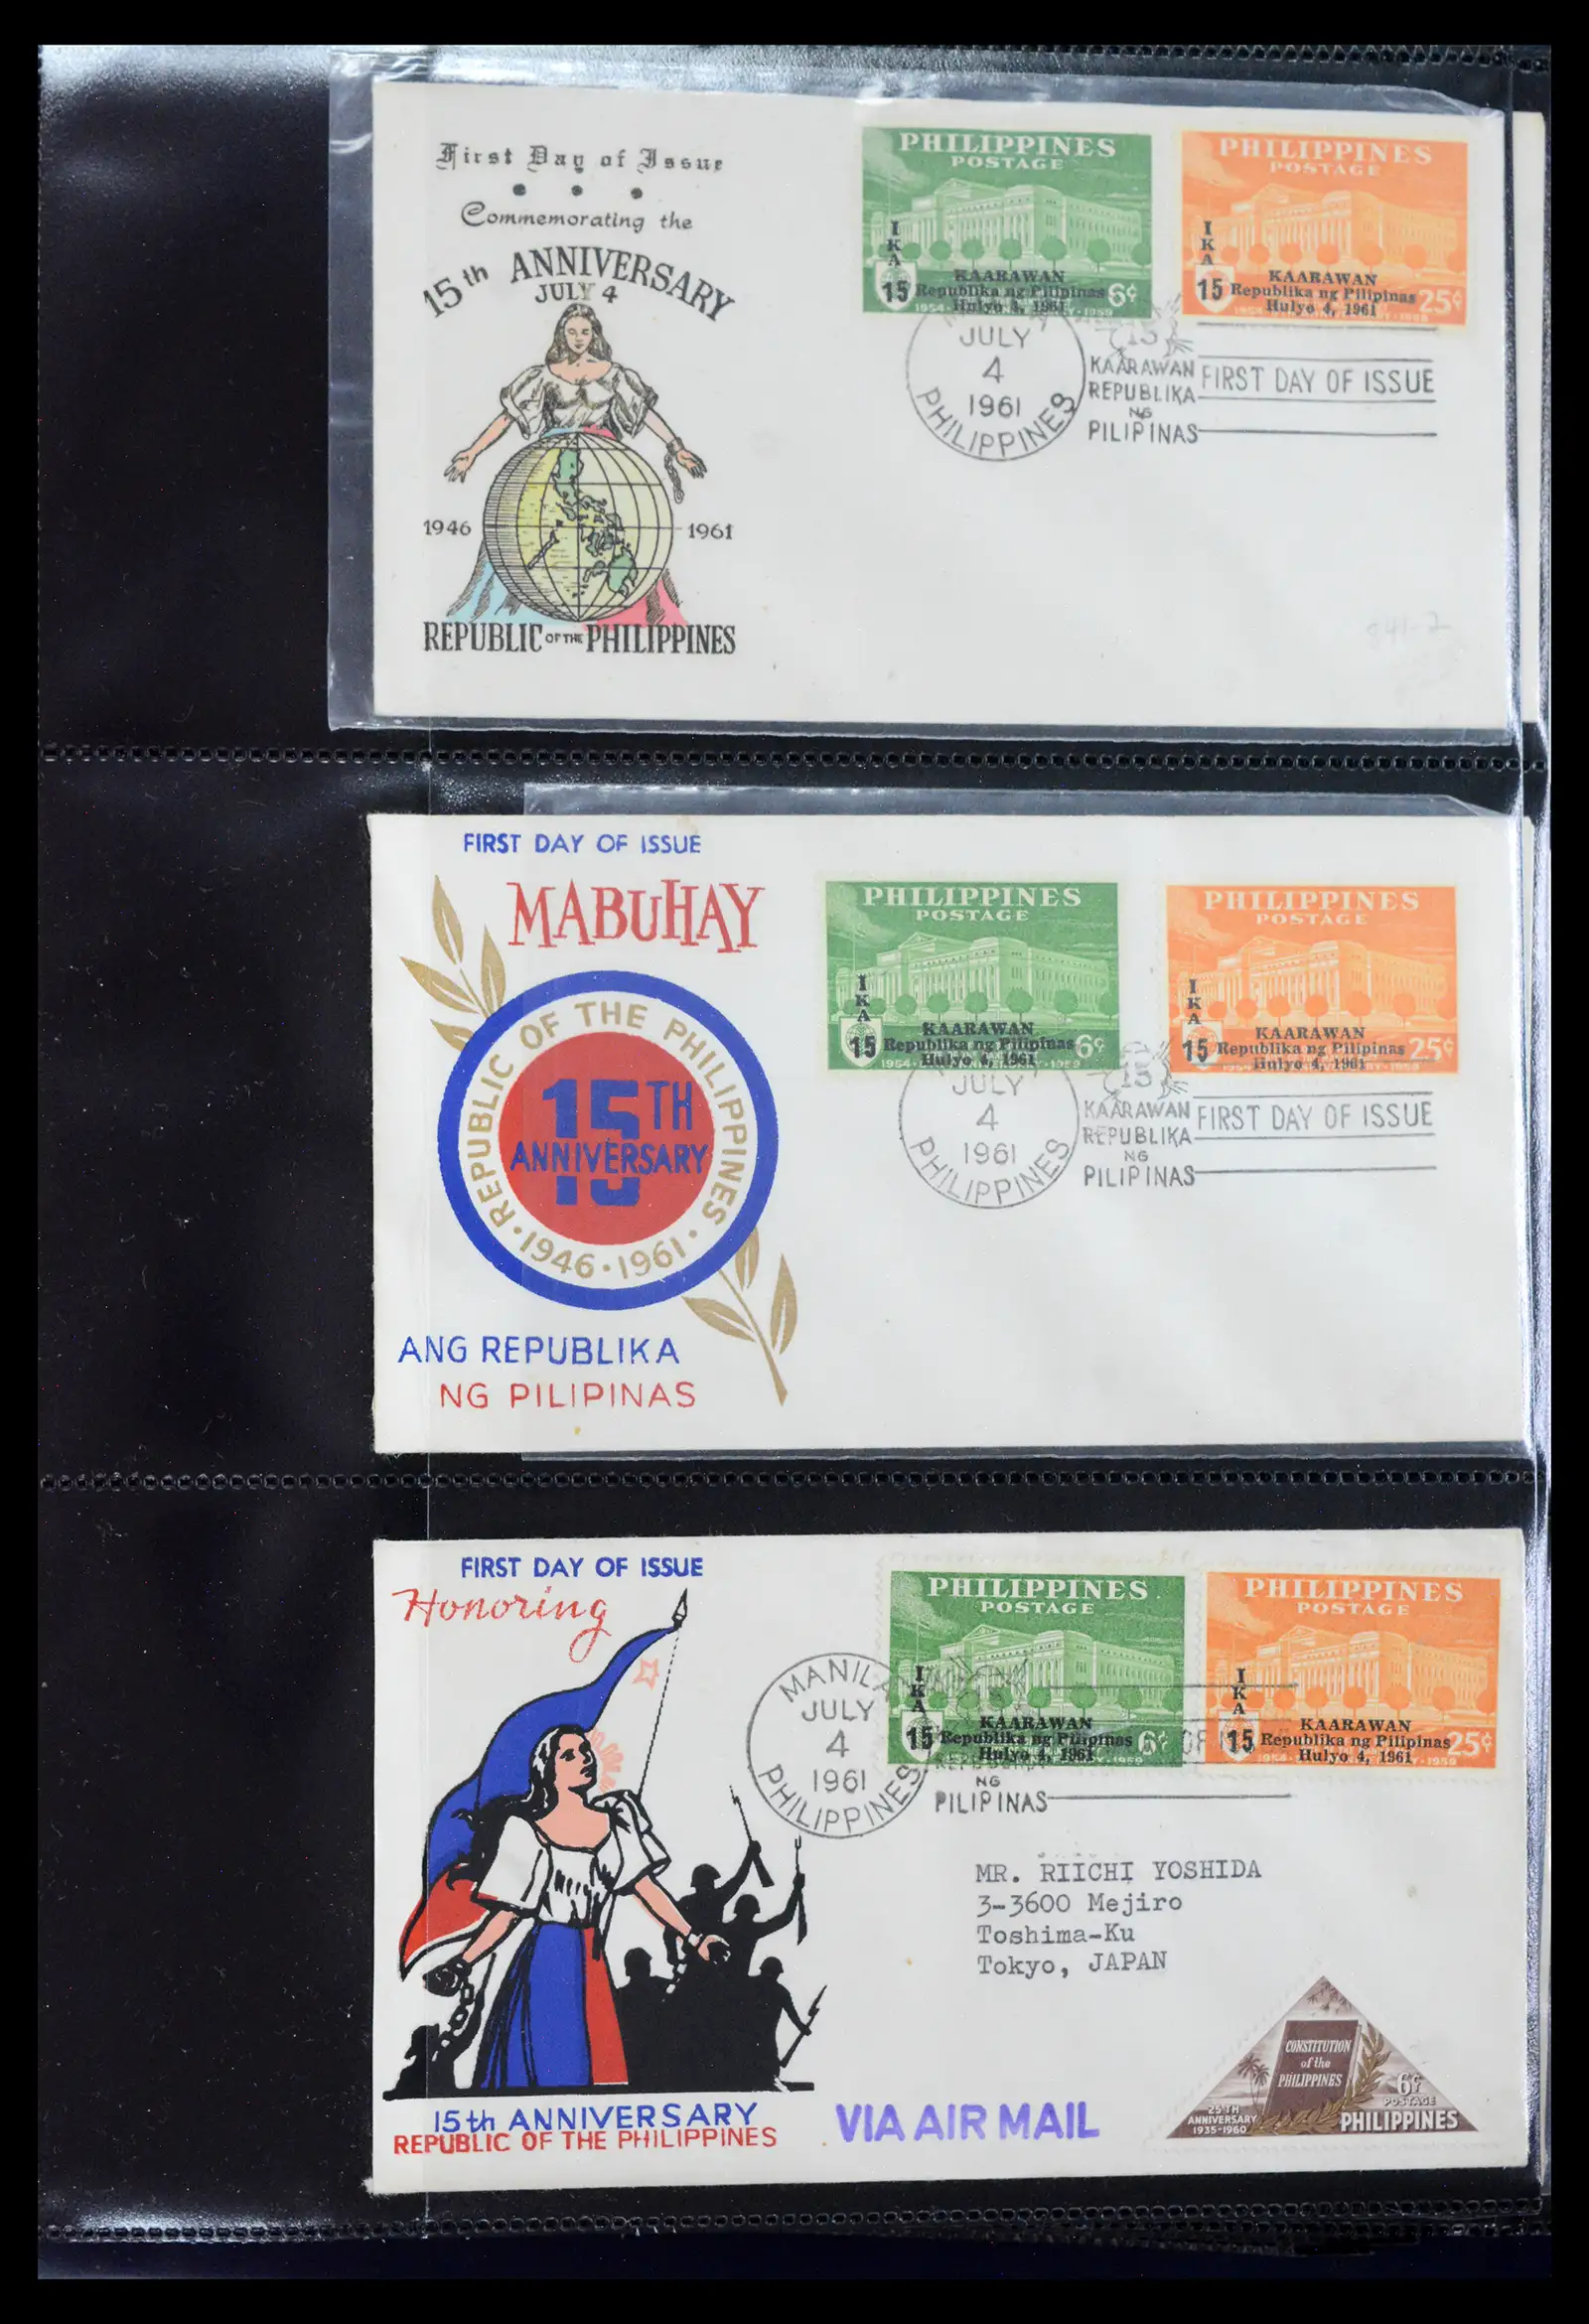 First Day of Issue
Commemorating the
15th ANNIVERSARY
JULY 4
1946
1961
REPUBLIC OF THE PHILIPPINES
PHILIPPINES
POSTAGE
IKA
15
KAARAWAN
Republika ng Pilipinas
Hulyo 4, 1961
6¢
PHILIPPINES
POSTAGE
IKA
15
KAARAWAN
Republika ng Pilipinas
Hulyo 4, 1961
25¢
JULY
4
1961
PHILIPPINES
15
KAARAWAN
REPUBLIKA
NG
PILIPINAS
FIRST DAY OF ISSUE
841-2
FIRST DAY OF ISSUE
MABUHAY
REPUBLIC OF THE PHILIPPINES
· 1946 · 1961 ·
15TH
ANNIVERSARY
ANG REPUBLIKA
NG PILIPINAS
PHILIPPINES
POSTAGE
IKA
15
KAARAWAN
Republika ng Pilipinas
Hulyo 4, 1961
6¢
PHILIPPINES
POSTAGE
IKA
15
KAARAWAN
Republika ng Pilipinas
Hulyo 4, 1961
25¢
JULY
4
1961
PHILIPPINES
15
KAARAWAN
REPUBLIKA
NG
PILIPINAS
FIRST DAY OF ISSUE
FIRST DAY OF ISSUE
Honoring
15th ANNIVERSARY
REPUBLIC OF THE PHILIPPINES
PHILIPPINES
POSTAGE
IKA
15
KAARAWAN
Republika ng Pilipinas
Hulyo 4, 1961
6¢
PHILIPPINES
POSTAGE
IKA
15
KAARAWAN
Republika ng Pilipinas
Hulyo 4, 1961
25¢
MANILA
JULY
4
1961
PHILIPPINES
OF
NG
PILIPINAS
MR. RIICHI YOSHIDA
3-3600 Mejiro
Toshima-Ku
Tokyo, JAPAN
VIA AIR MAIL
CONSTITUTION
of the
PHILIPPINES
25TH
ANNIVERSARY
1935-1960
6¢
POSTAGE
PHILIPPINES